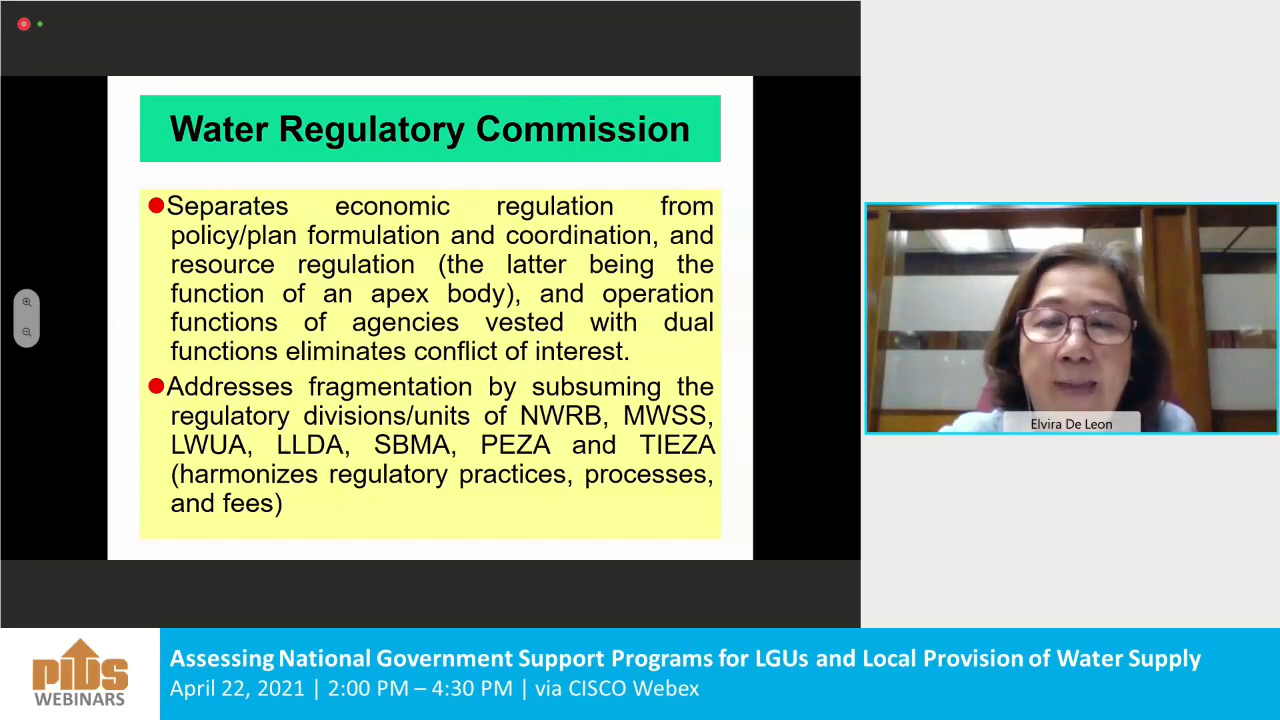 Water Regulatory Commission
Separates economic regulation from
policy/plan formulation and coordination, and
resource regulation (the latter being the
function of an apex body), and operation
functions of agencies vested with dual
functions eliminates conflict of interest.
Addresses fragmentation by subsuming the
regulatory divisions/units of NWRB, MWSS,
LWUA, LLDA, SBMA, PEZA and TIEZA
(harmonizes regulatory practices, processes,
and fees)
Elvira De Leon
PIDS
WEBINARS
Assessing National Government Support Programs for LGUs and Local Provision of Water Supply
April 22, 2021 | 2:00 PM – 4:30 PM | via CISCO Webex